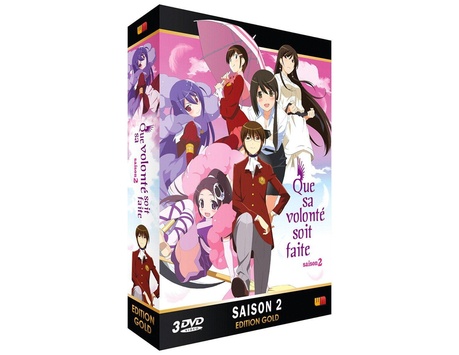 Que sa
volonté soit faite
saison 2
Que
sa
volonté
soit
faite
saison 2
EDITION
GOLD
3 DVD
VIDEO
SAISON 2
EDITION GOLD